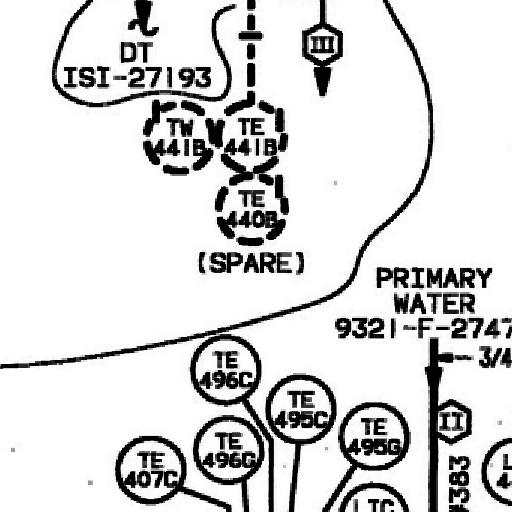 III
DT
ISI-27193
TW
441B
TE
441B
TE
440B
(SPARE)
PRIMARY
WATER
9321-F-2747
3/4
TE
496C
TE
495C
TE
495G
TE
496G
TE
407C
II
#383
LIC
L
4